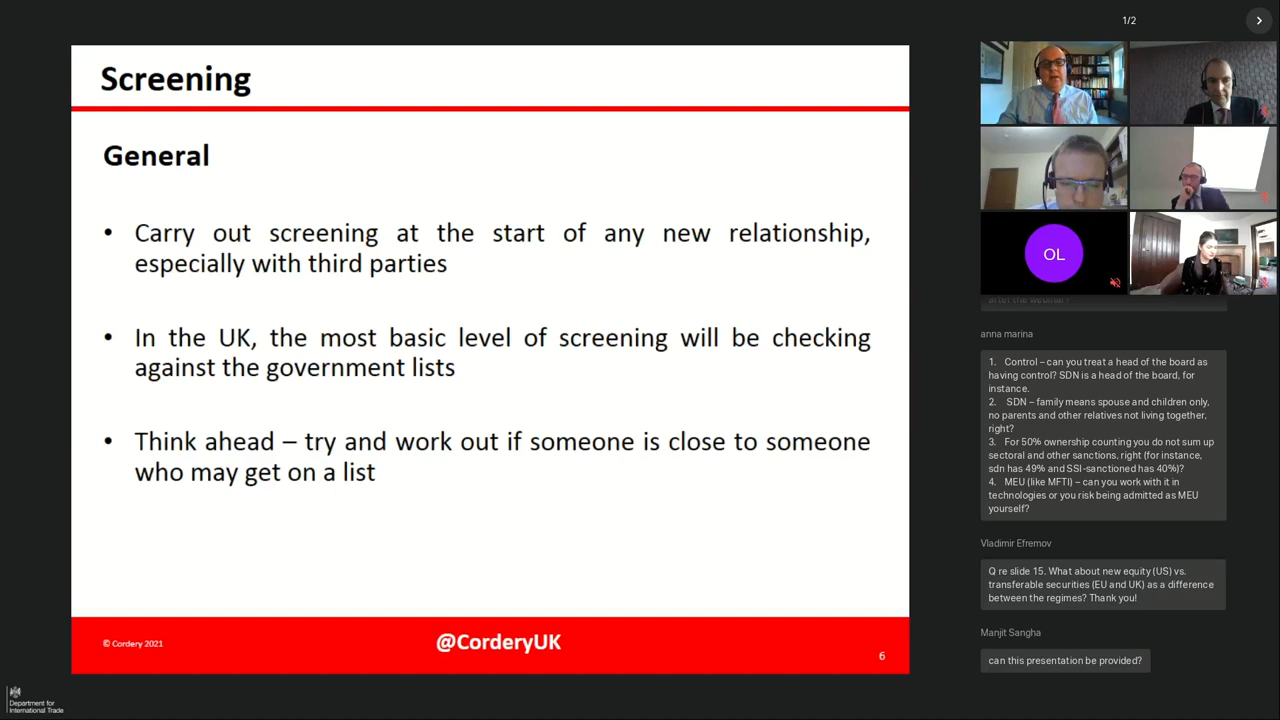 1/2
Screening
General
• Carry out screening at the start of any new relationship,
especially with third parties
• In the UK, the most basic level of screening will be checking
against the government lists
• Think ahead – try and work out if someone is close to someone
who may get on a list
© Cordery 2021
@CorderyUK
6
Department for
International Trade
OL
after the webinar?
anna marina
1. Control – can you treat a head of the board as
having control? SDN is a head of the board, for
instance.
2. SDN – family means spouse and children only,
no parents and other relatives not living together,
right?
3. For 50% ownership counting you do not sum up
sectoral and other sanctions, right (for instance,
sdn has 49% and SSI-sanctioned has 40%)?
4. MEU (like MFTI) – can you work with it in
technologies or you risk being admitted as MEU
yourself?
Vladimir Efremov
Q re slide 15. What about new equity (US) vs.
transferable securities (EU and UK) as a difference
between the regimes? Thank you!
Manjit Sangha
can this presentation be provided?